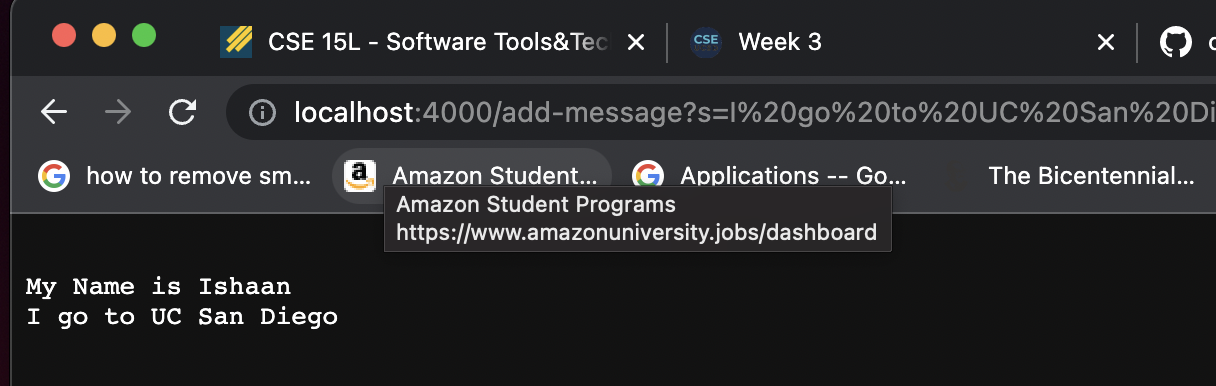 CSE 15L - Software Tools&Tec
CSE Week 3
localhost:4000/add-message?s=I%20go%20to%20UC%20San%20Di
how to remove sm... Amazon Student... Applications -- Go... The Bicentennial...
Amazon Student Programs
https://www.amazonuniversity.jobs/dashboard
My Name is Ishaan
I go to UC San Diego